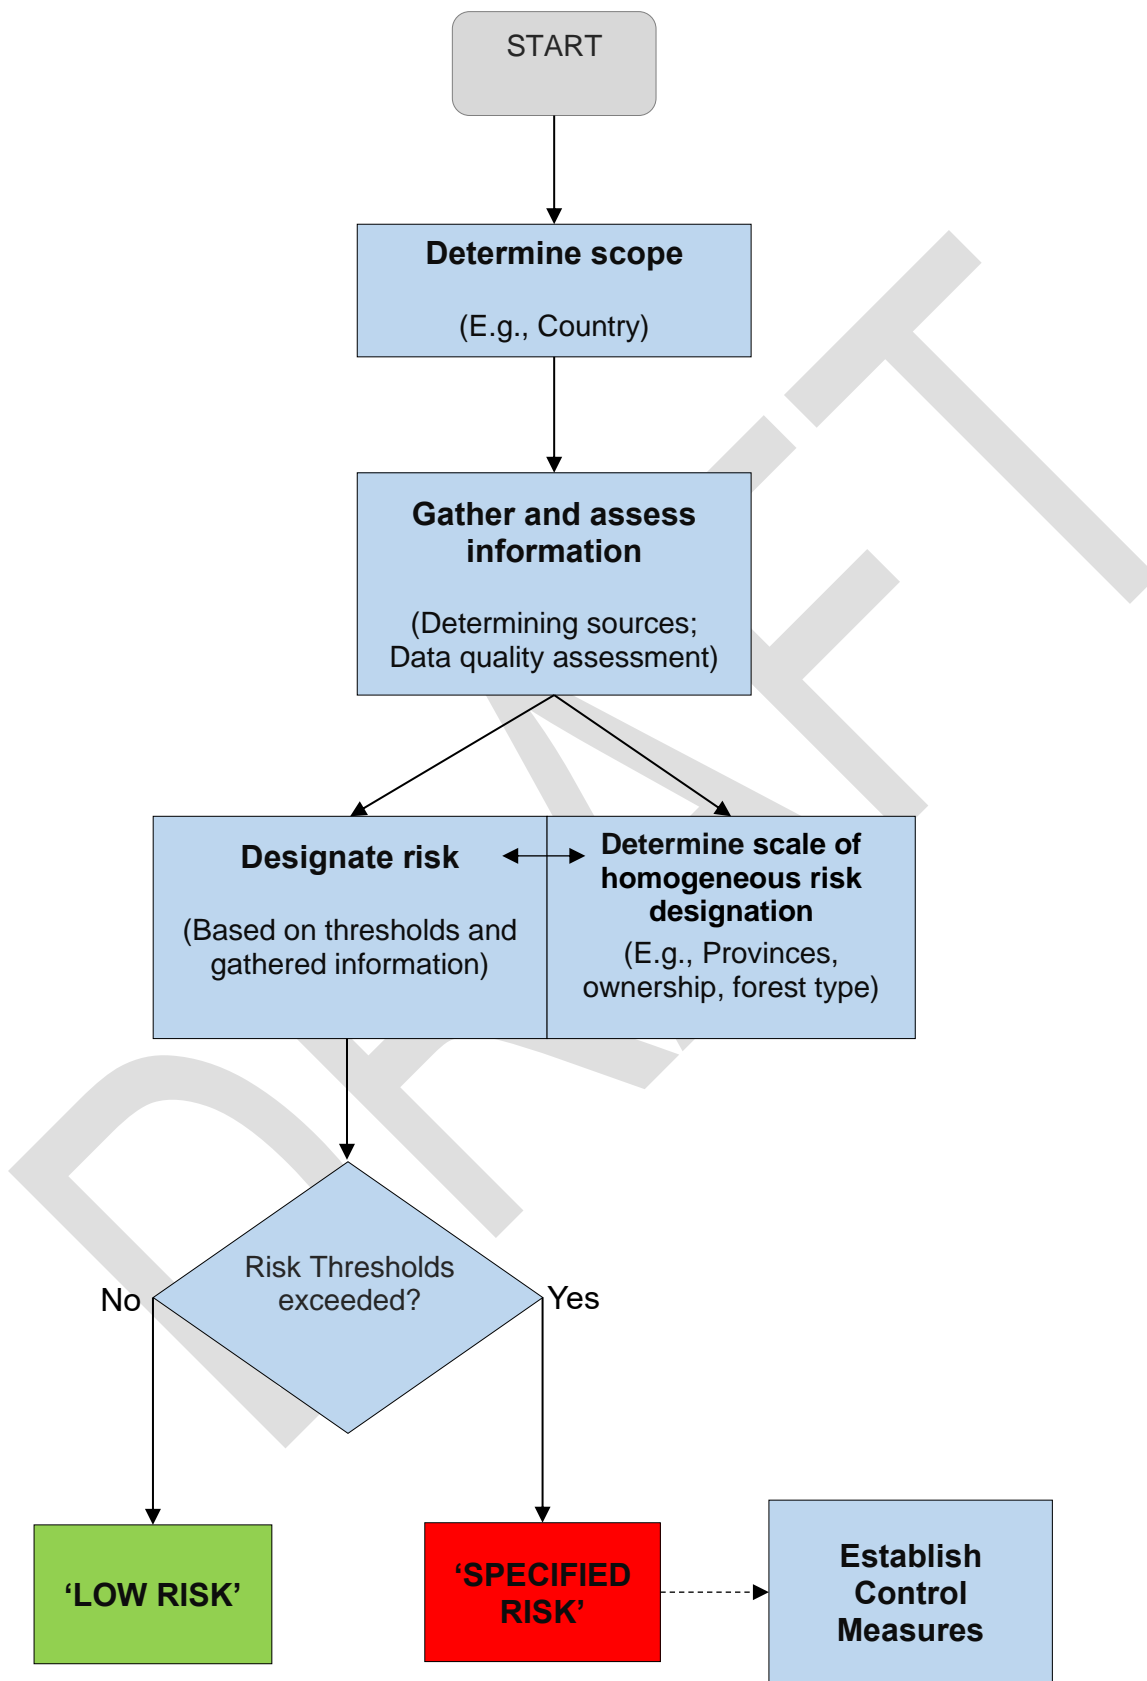 START
Determine scope
(E.g., Country)
Gather and assess
information
(Determining sources;
Data quality assessment)
Designate risk
(Based on thresholds and
gathered information)
Determine scale of
homogeneous risk
designation
(E.g., Provinces,
ownership, forest type)
Risk Thresholds
exceeded?
No
Yes
‘LOW RISK’
‘SPECIFIED
RISK’
Establish
Control
Measures
DRAFT